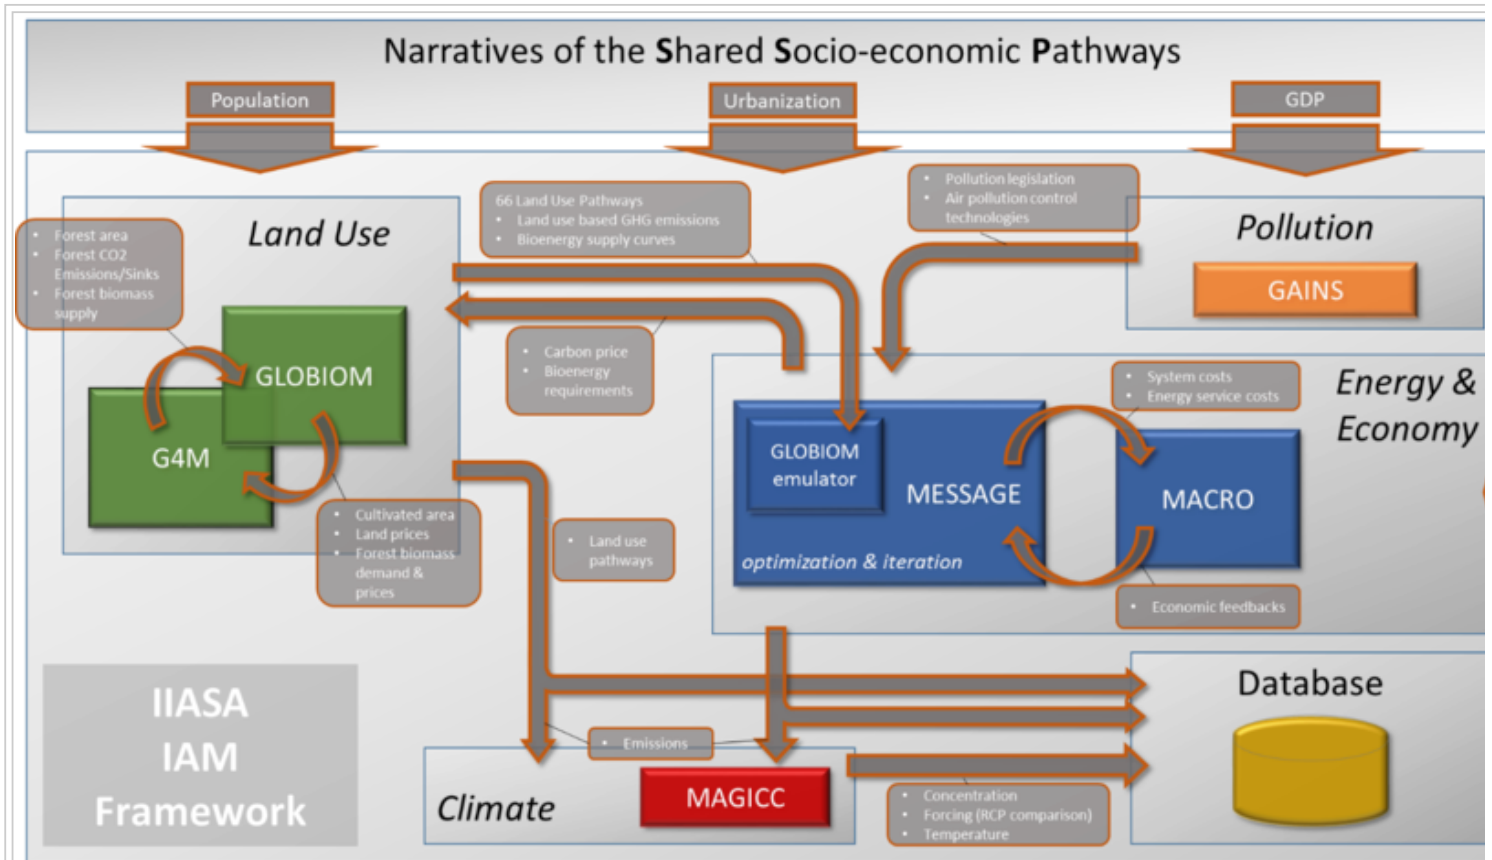 Narratives of the Shared Socio-economic Pathways
Population
Urbanization
GDP
66 Land Use Pathways
• Land use based GHG emissions
• Bioenergy supply curves
• Pollution legislation
• Air pollution control
technologies
Land Use
• Forest area
• Forest CO2
Emissions/Sinks
• Forest biomass
supply
Pollution
GAINS
GLOBIOM
G4M
• Carbon price
• Bioenergy
requirements
• System costs
• Energy service costs
Energy &
Economy
GLOBIOM
emulator
MESSAGE
optimization & iteration
MACRO
• Cultivated area
• Land prices
• Forest biomass
demand &
prices
• Land use
pathways
• Economic feedbacks
IIASA
IAM
Framework
• Emissions
Database
Climate
MAGICC
• Concentration
• Forcing (RCP comparison)
• Temperature